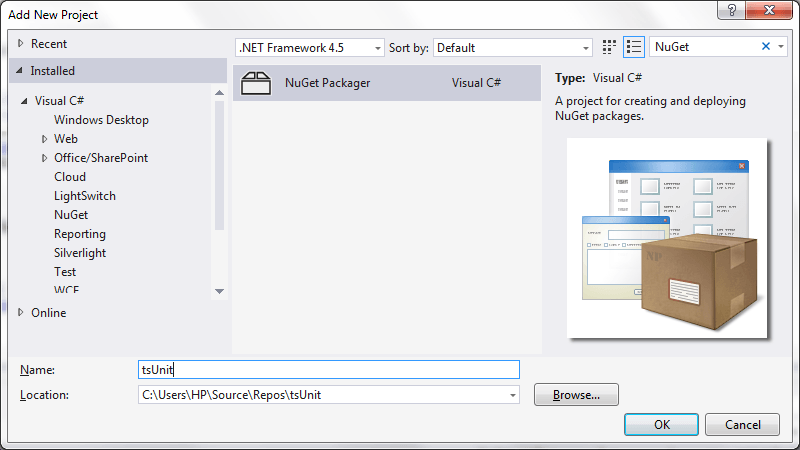 Add New Project
Recent
Installed
Visual C#
Windows Desktop
Web
Office/SharePoint
Cloud
LightSwitch
NuGet
Reporting
Silverlight
Test
WCF
Online
.NET Framework 4.5 Sort by: Default
NuGet
NuGet Packager Visual C#
Type: Visual C#
A project for creating and deploying
NuGet packages.
NP
Name: tsUnit
Location: C:\Users\HP\Source\Repos\tsUnit
Browse...
OK Cancel